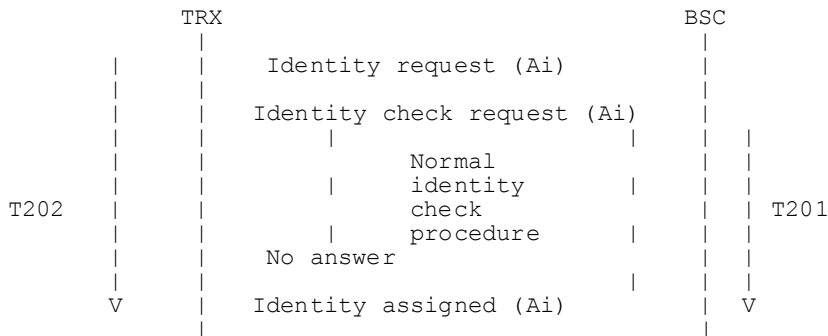 TRX BSC
Identity request (Ai)
Identity check request (Ai)
Normal
identity
T202 check T201
procedure
No answer
Identity assigned (Ai)
V V